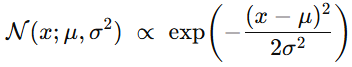 𝒩(x; μ, σ²) ∝ exp(−(x − μ)²/2σ²)